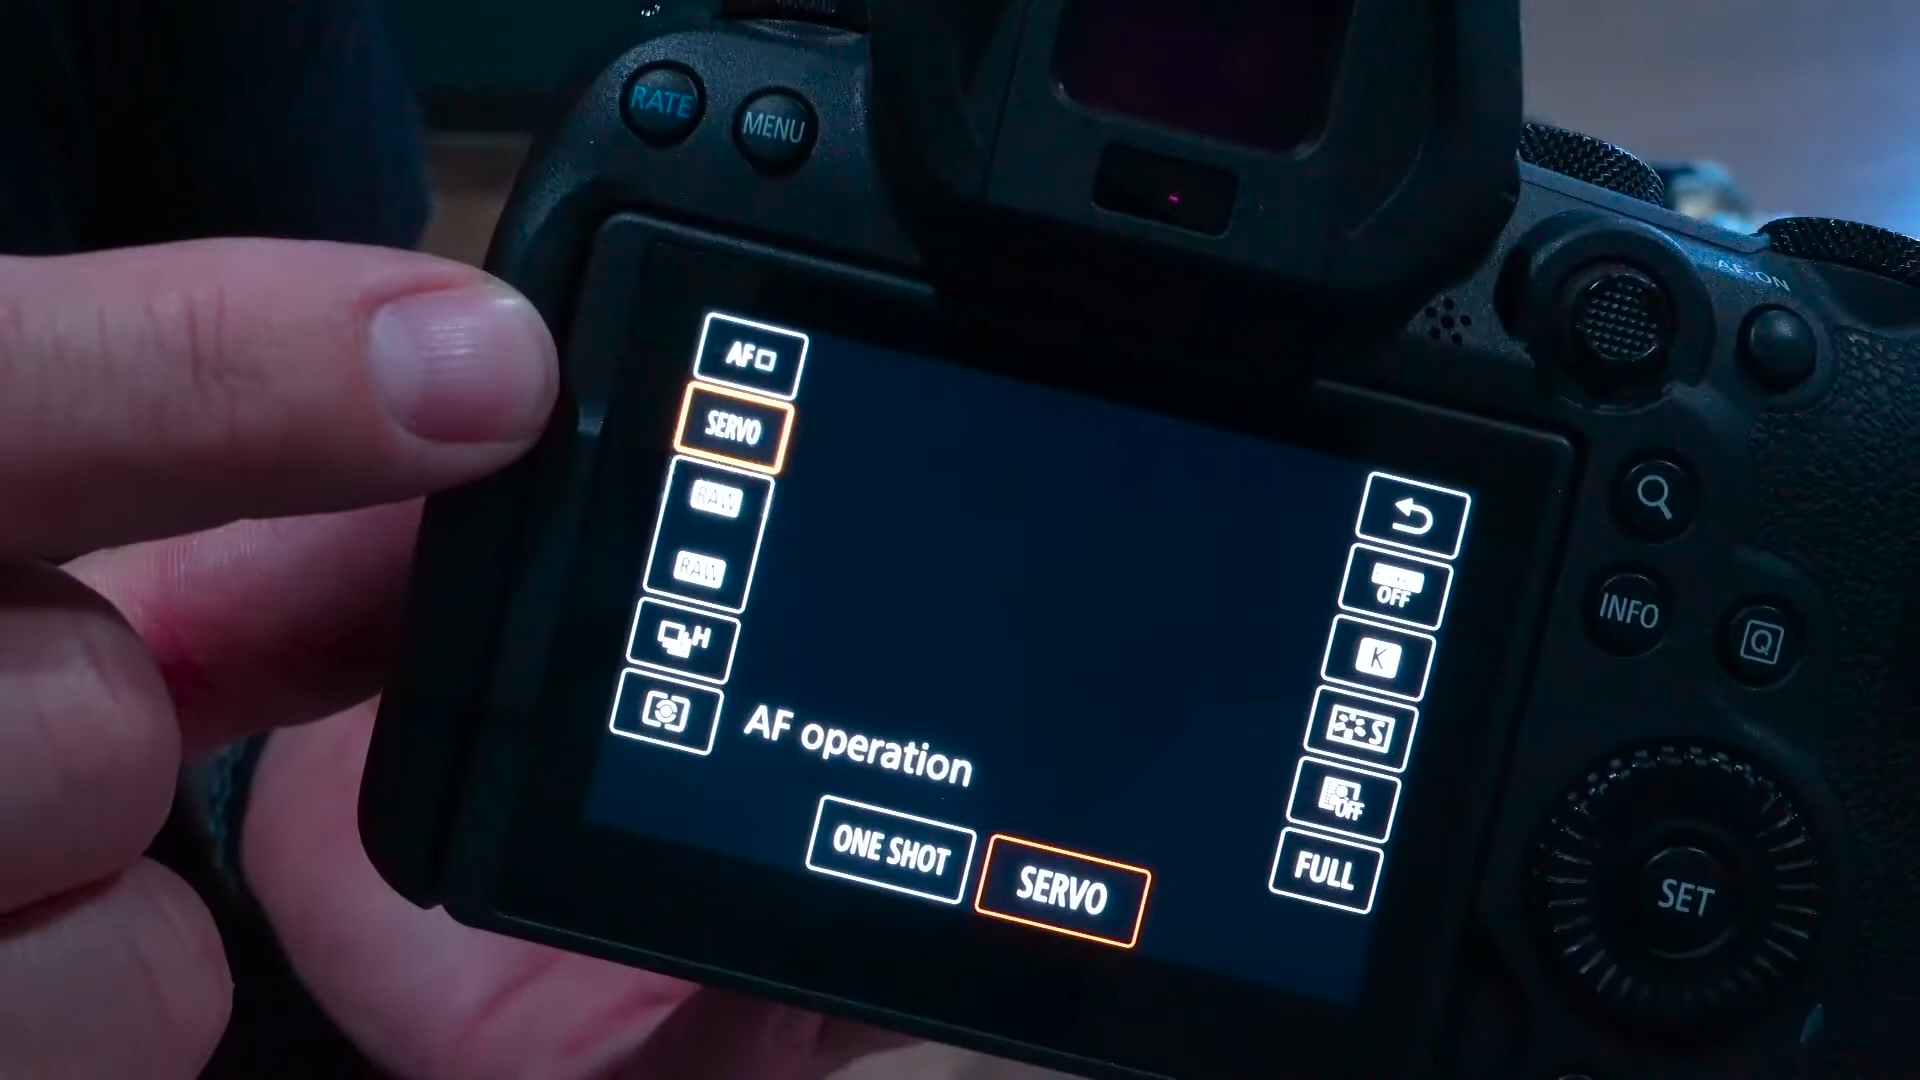 RATE
MENU
AF-ON
AF
SERVO
RAW
RAW
H
AF operation
ONE SHOT
SERVO
OFF
K
S
OFF
FULL
INFO
Q
SET